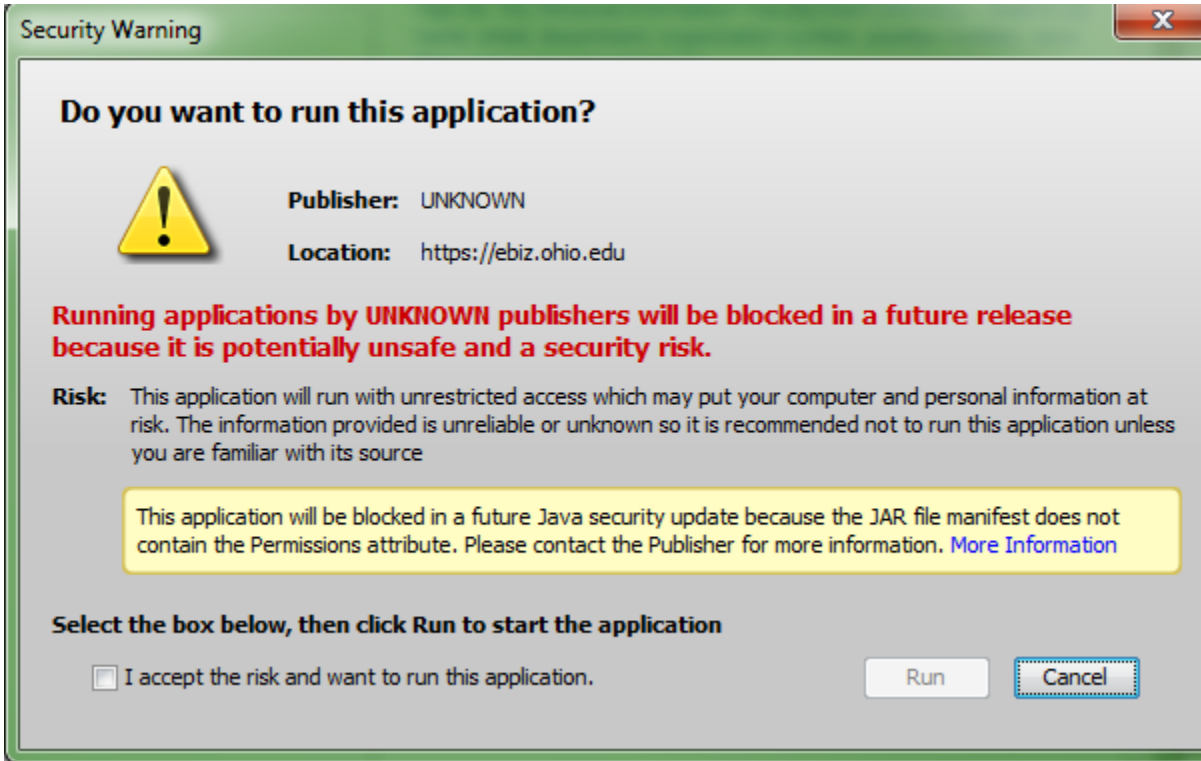 Security Warning
Do you want to run this application?
Publisher: UNKNOWN
Location: https://ebiz.ohio.edu
Running applications by UNKNOWN publishers will be blocked in a future release
because it is potentially unsafe and a security risk.
Risk: This application will run with unrestricted access which may put your computer and personal information at
risk. The information provided is unreliable or unknown so it is recommended not to run this application unless
you are familiar with its source
This application will be blocked in a future Java security update because the JAR file manifest does not
contain the Permissions attribute. Please contact the Publisher for more information. More Information
Select the box below, then click Run to start the application
I accept the risk and want to run this application. Run Cancel